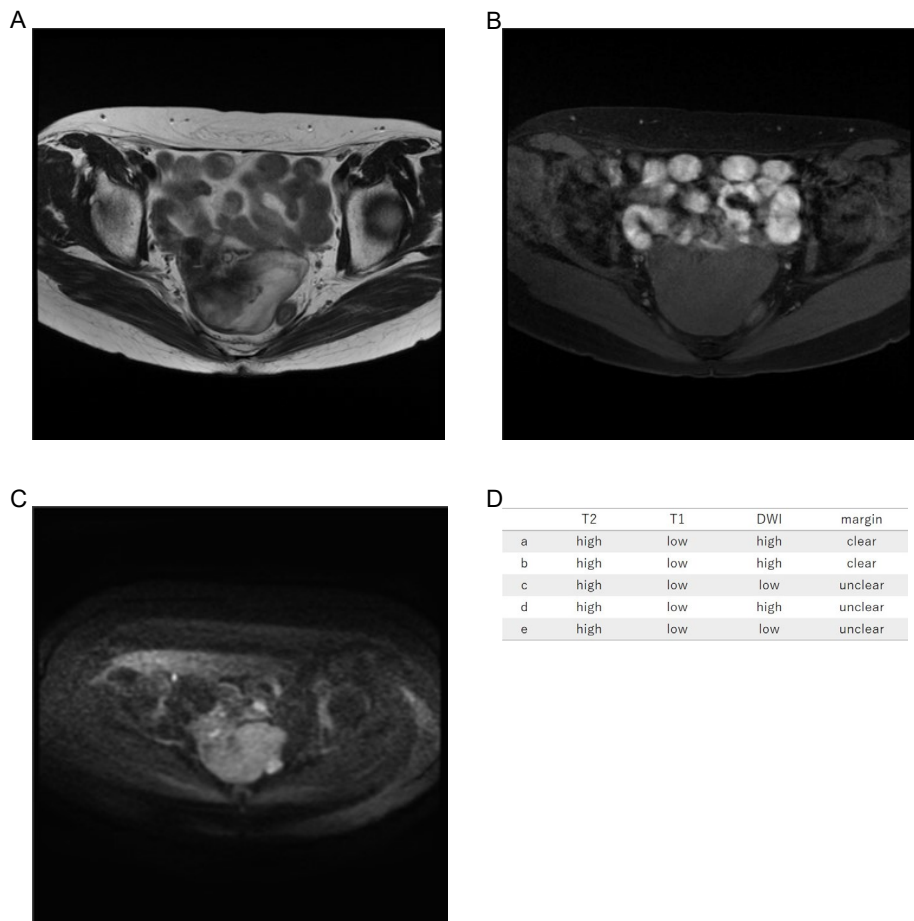 A
B
C
D
T2 T1 DWI margin
a high low high clear
b high low high clear
c high low low unclear
d high low high unclear
e high low low unclear